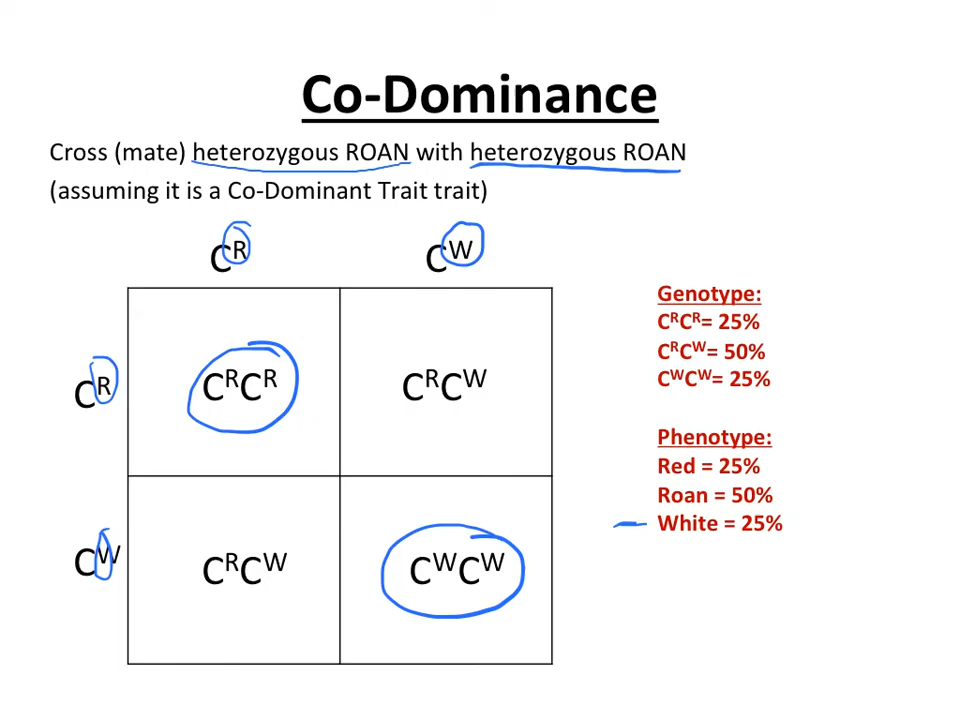 Co-Dominance
Cross (mate) heterozygous ROAN with heterozygous ROAN
(assuming it is a Co-Dominant Trait trait)
Cᴿ Cᵂ
Cᴿ
CᴿCᴿ CᴿCᵂ
Cᵂ
CᴿCᵂ CᵂCᵂ
Genotype:
CᴿCᴿ= 25%
CᴿCᵂ= 50%
CᵂCᵂ= 25%
Phenotype:
Red = 25%
Roan = 50%
White = 25%